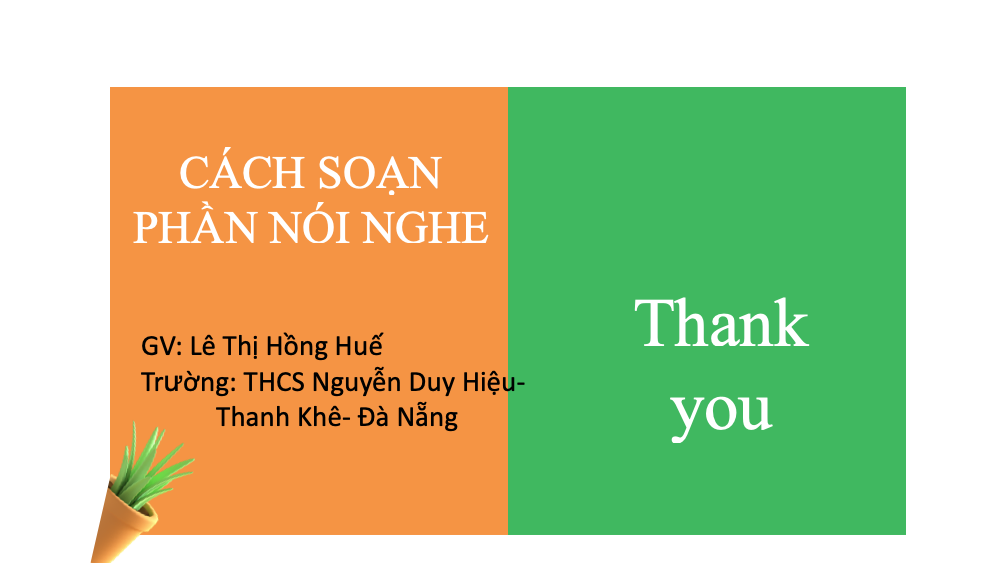 CÁCH SOẠN
PHẦN NÓI NGHE
GV: Lê Thị Hồng Huế
Trường: THCS Nguyễn Duy Hiệu-
Thanh Khê- Đà Nẵng
Thank
you